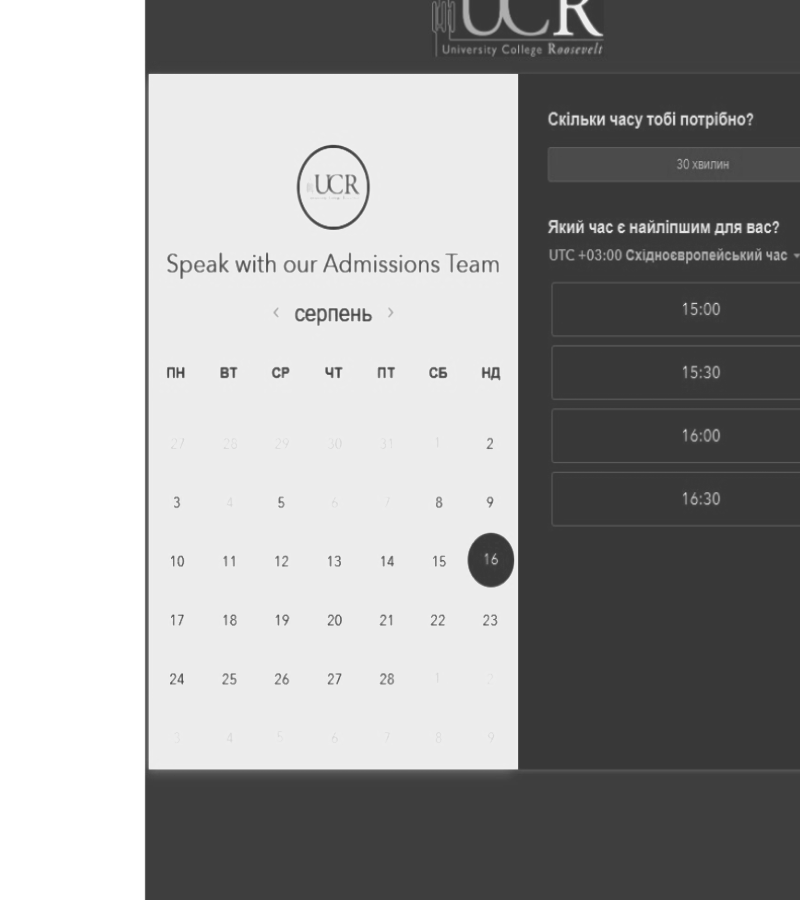 UCR
University College Roosevelt
UCR
Speak with our Admissions Team
‹ серпень ›
ПН ВТ СР ЧТ ПТ СБ НД
27 28 29 30 31 1 2
3 4 5 6 7 8 9
10 11 12 13 14 15 16
17 18 19 20 21 22 23
24 25 26 27 28 1 2
3 4 5 6 7 8 9
Скільки часу тобі потрібно?
30 хвилин
Який час є найліпшим для вас?
UTC +03:00 Східноєвропейський час
15:00
15:30
16:00
16:30